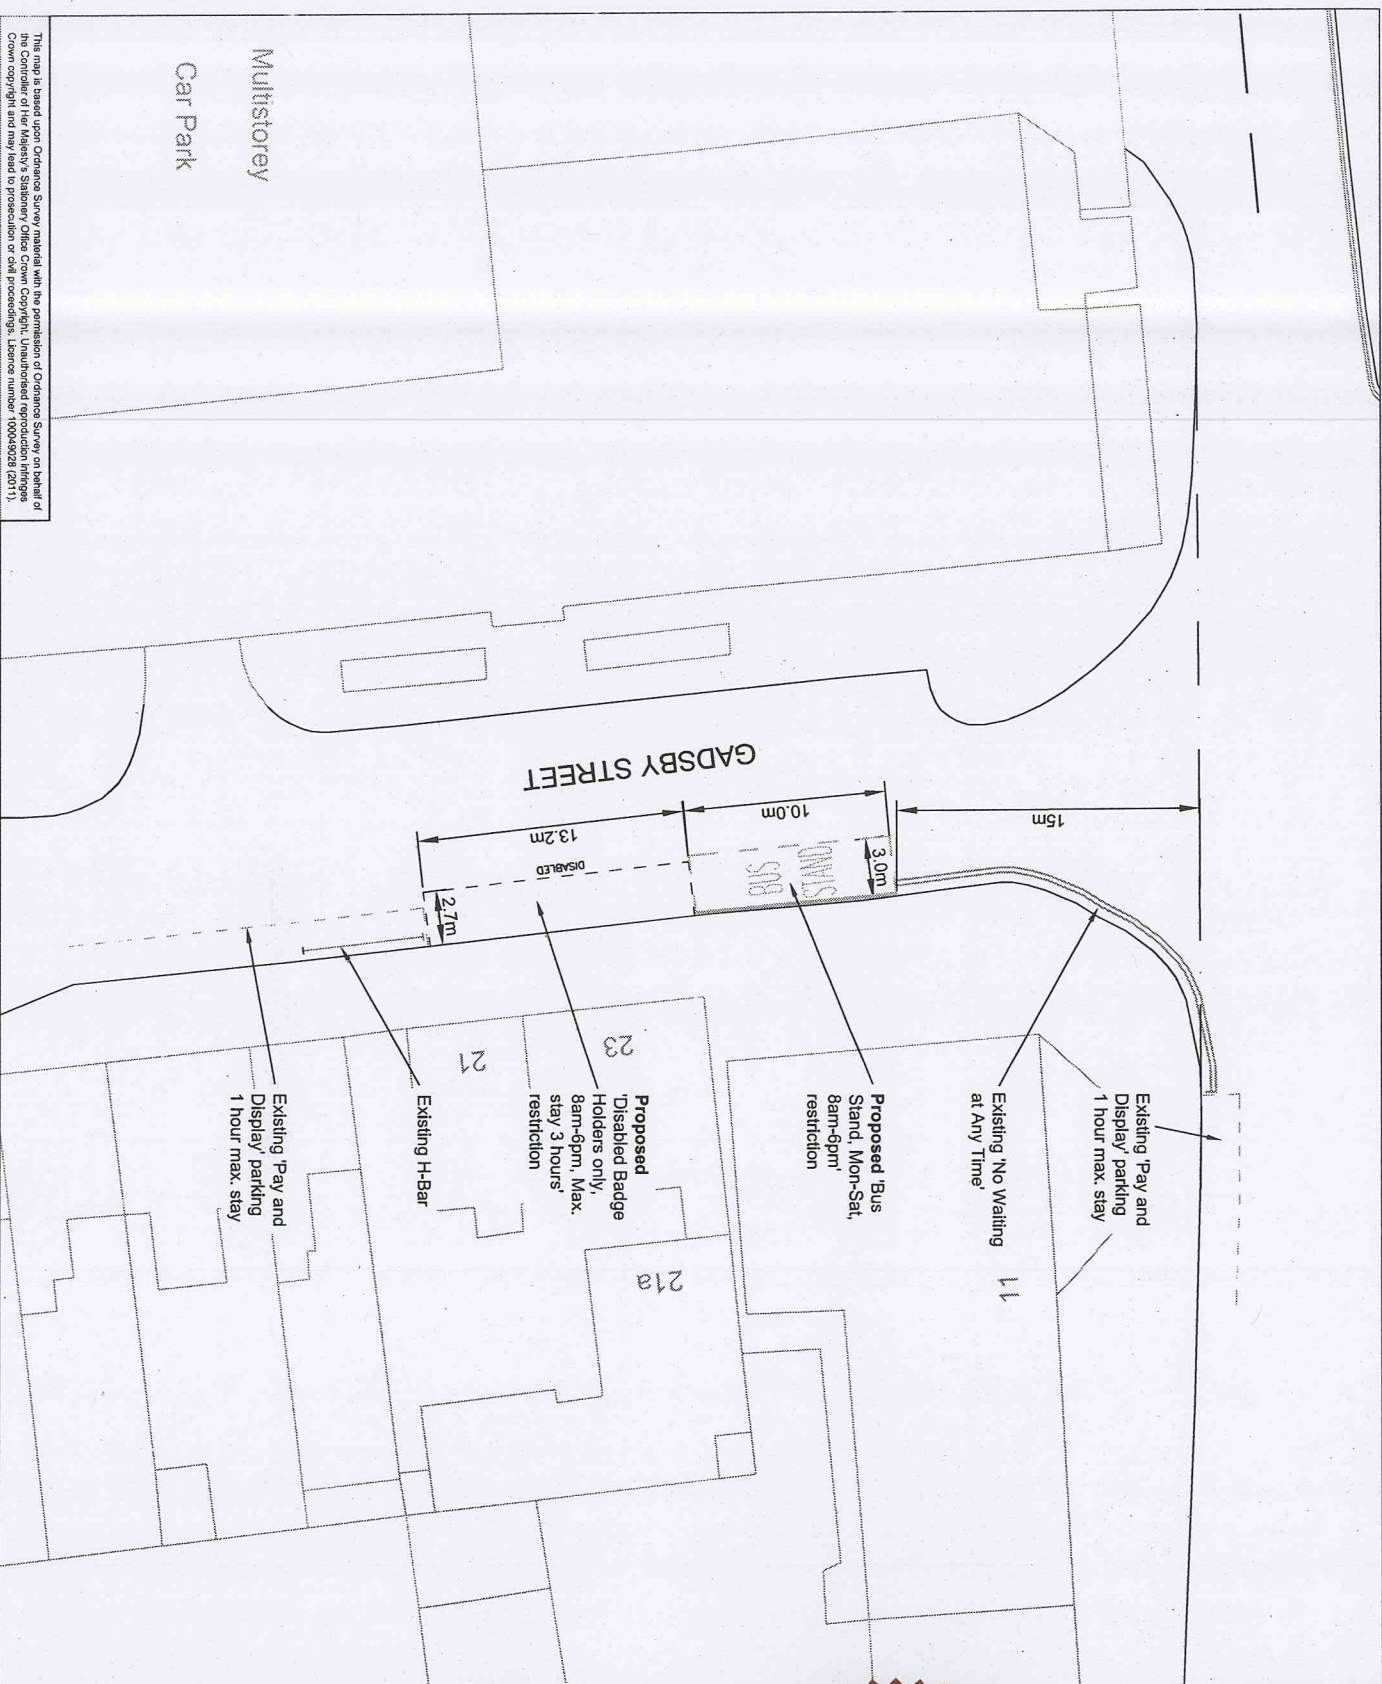 Multistorey
Car Park
This map is based upon Ordnance Survey material with the permission of Ordnance Survey on behalf of
the Controller of Her Majesty's Stationery Office Crown Copyright. Unauthorised reproduction infringes
Crown copyright and may lead to prosecution or civil proceedings. Licence number 100049028 (2011).
GADSBY STREET
15m
10.0m
13.2m
3.0m
2.7m
BUS
STAND
DISABLED
Existing 'Pay and
Display' parking
1 hour max. stay
Existing 'No Waiting
at Any Time'
Proposed 'Bus
Stand, Mon-Sat,
8am-6pm'
restriction
Proposed
'Disabled Badge
Holders only,
8am-6pm, Max.
stay 3 hours'
restriction
Existing H-Bar
Existing 'Pay and
Display' parking
1 hour max. stay
11
23
21
21a